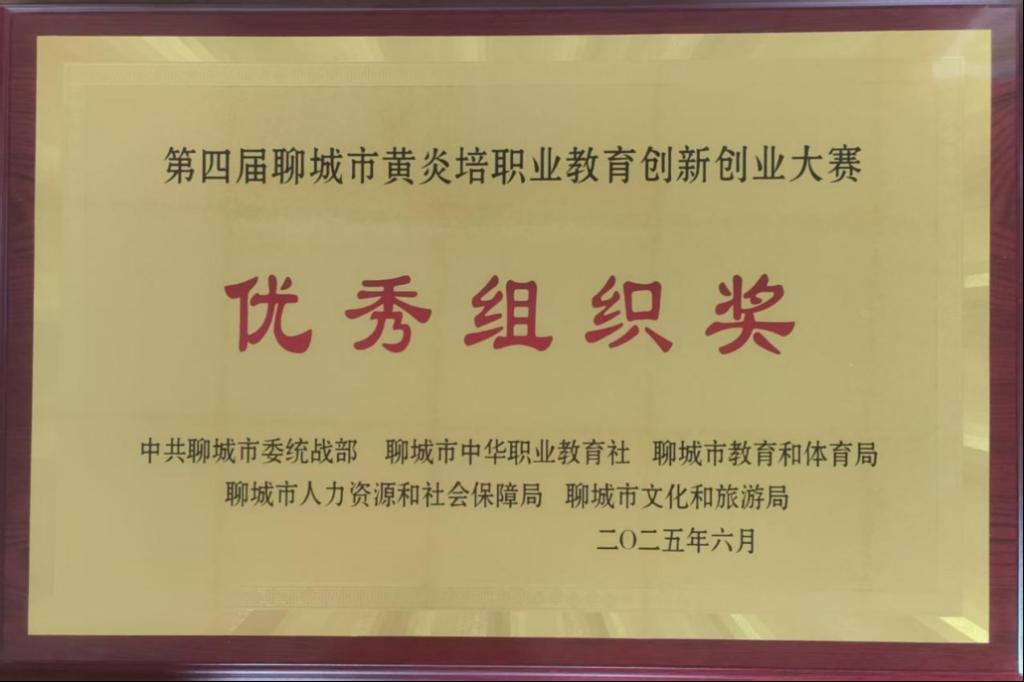 第四届聊城市黄炎培职业教育创新创业大赛
优秀组织奖
中共聊城市委统战部 聊城市中华职业教育社 聊城市教育和体育局
聊城市人力资源和社会保障局 聊城市文化和旅游局
二〇二五年六月